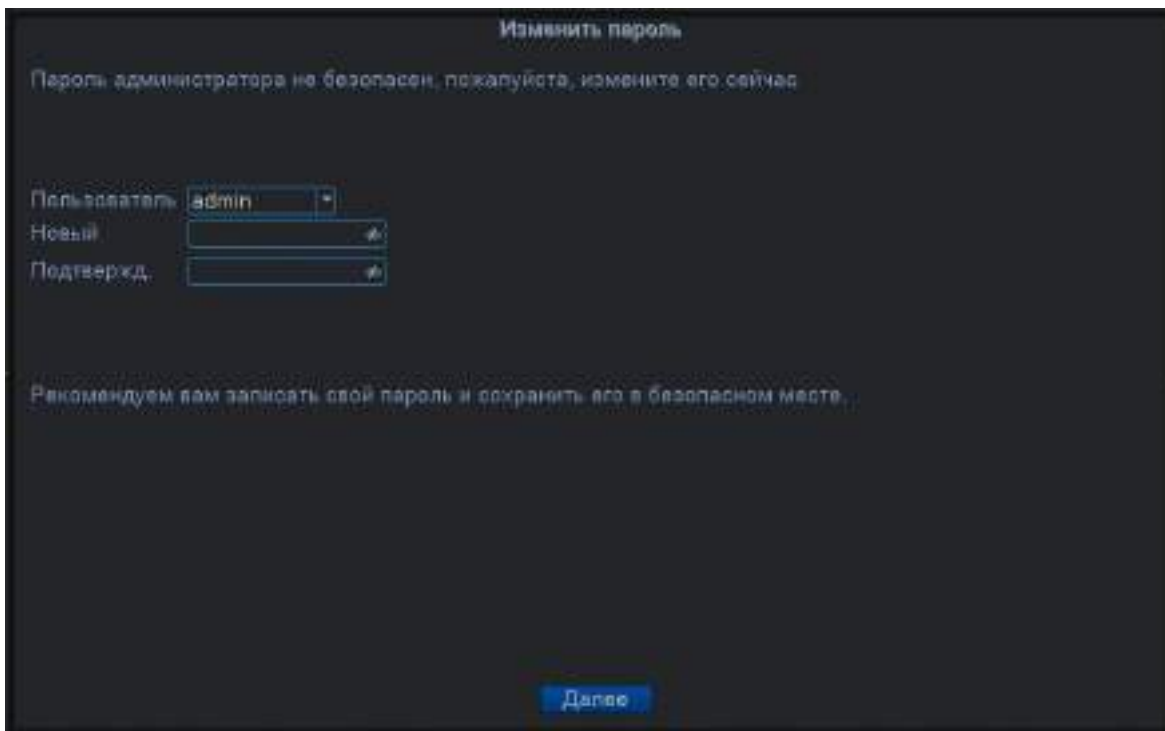 Изменить пароль
Пароль администратора не безопасен, пожалуйста, измените его сейчас
Пользователь admin
Новый
Подтвержд.
Рекомендуем вам записать свой пароль и сохранить его в безопасном месте.
Далее